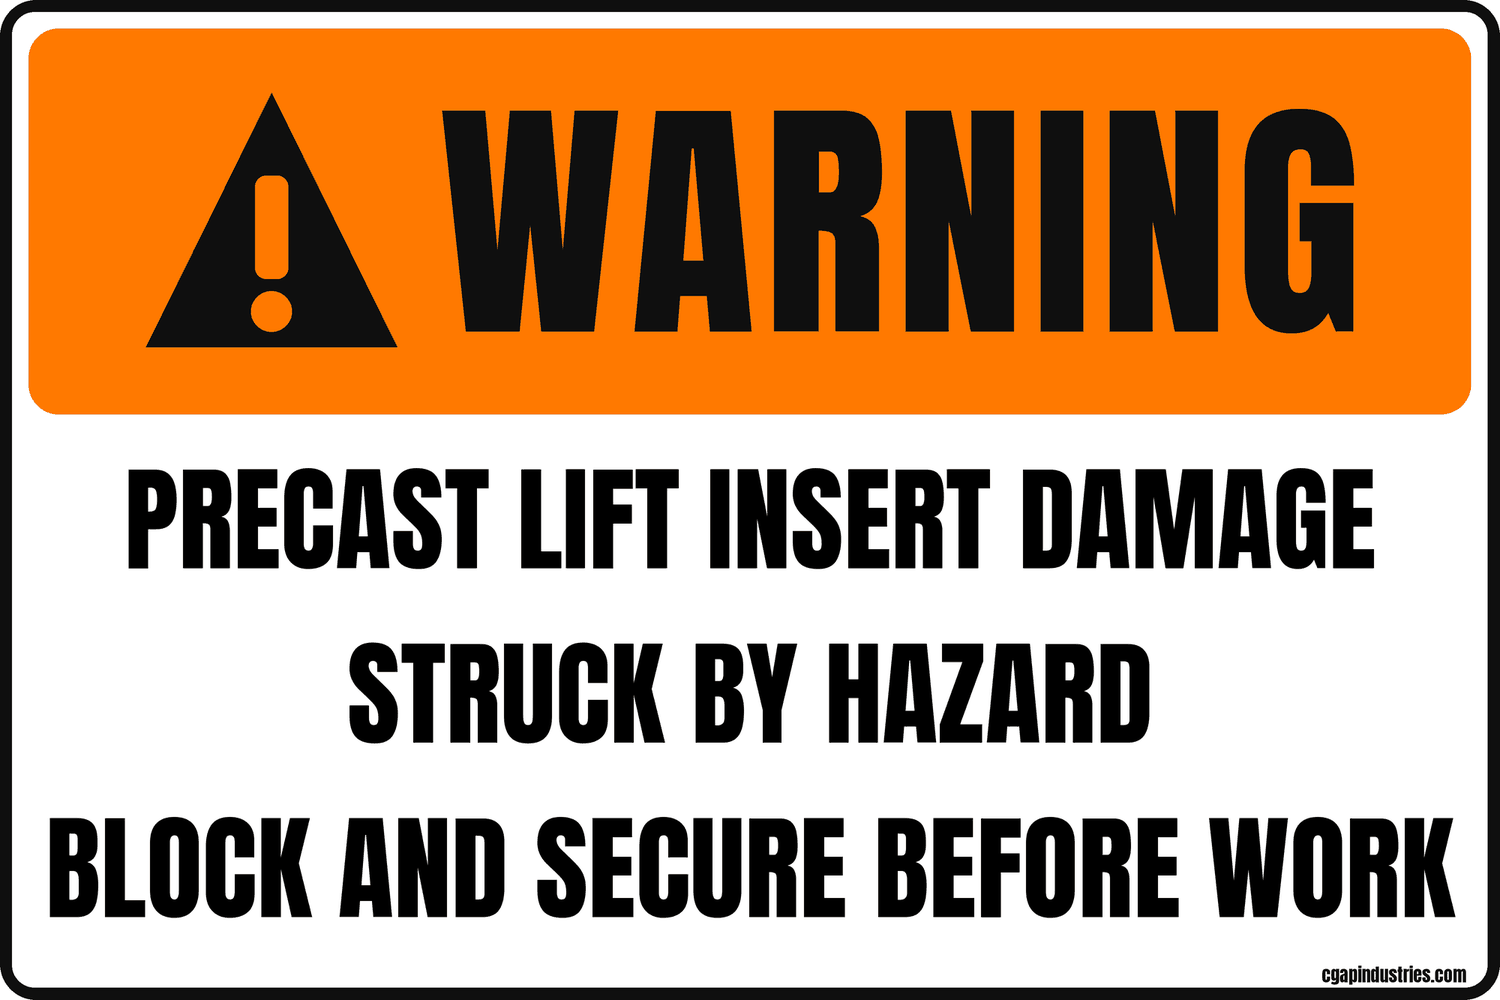 WARNING
PRECAST LIFT INSERT DAMAGE
STRUCK BY HAZARD
BLOCK AND SECURE BEFORE WORK
cgapindustries.com